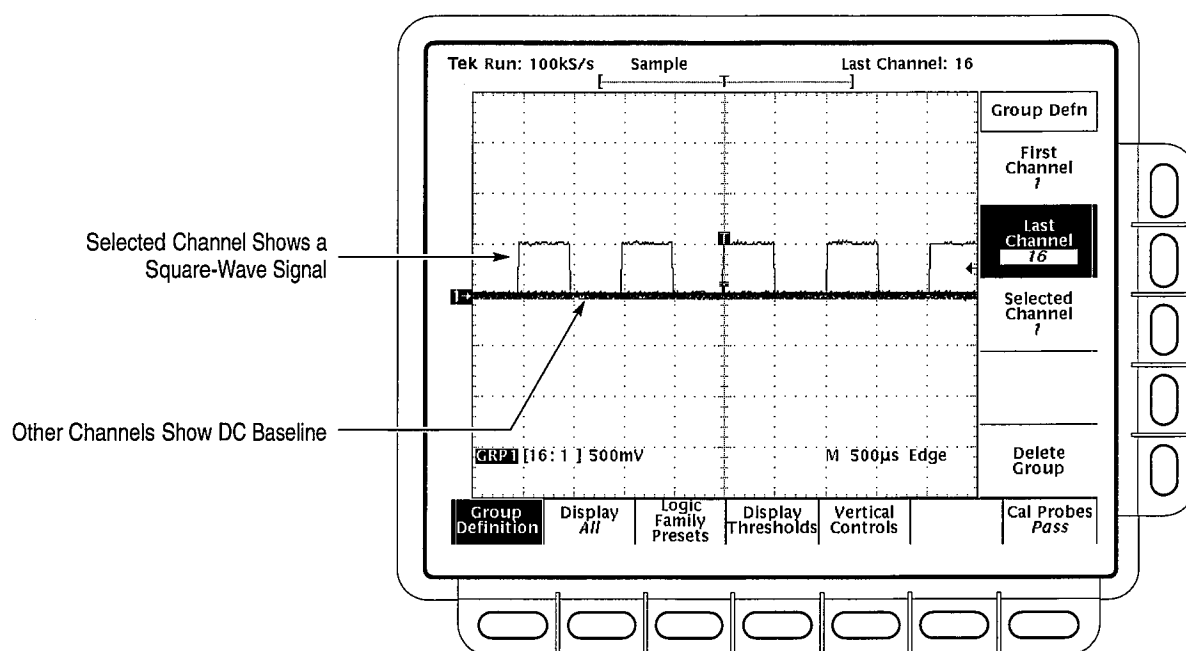 Tek Run: 100kS/s Sample Last Channel: 16
[ T ]
Group Defn
First
Channel
1
Last
Channel
16
Selected
Channel
1
Delete
Group
Selected Channel Shows a
Square-Wave Signal
T
1
Other Channels Show DC Baseline
GRP1 [16: 1 ] 500mV M 500µs Edge
Group
Definition
Display
All
Logic
Family
Presets
Display
Thresholds
Vertical
Controls
Cal Probes
Pass